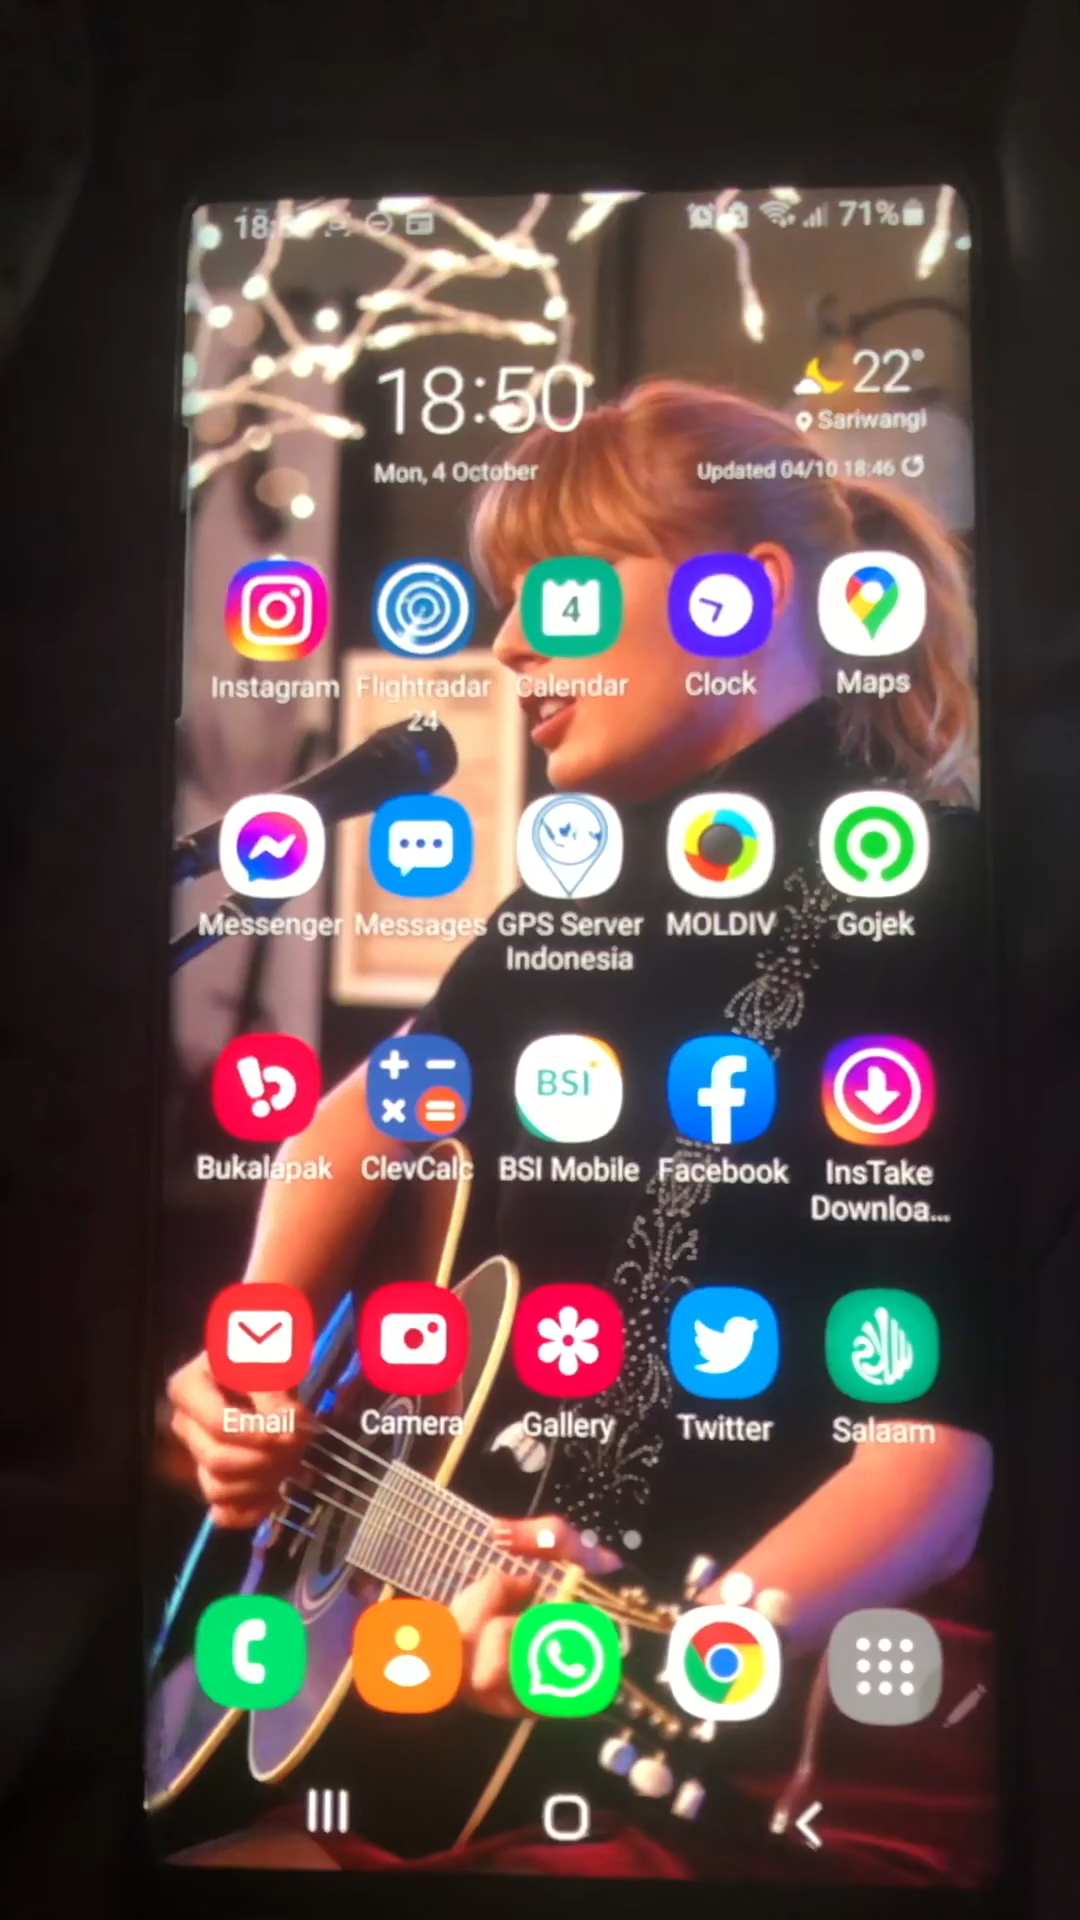 71%
18:50
22°
Sariwangi
Mon, 4 October
Updated 04/10 18:46
4
Instagram
Flightradar
24
Calendar
Clock
Maps
Messenger
Messages
GPS Server
Indonesia
MOLDIV
Gojek
BSI
Bukalapak
ClevCalc
BSI Mobile
Facebook
InsTake
Downloa...
Email
Camera
Gallery
Twitter
Salaam